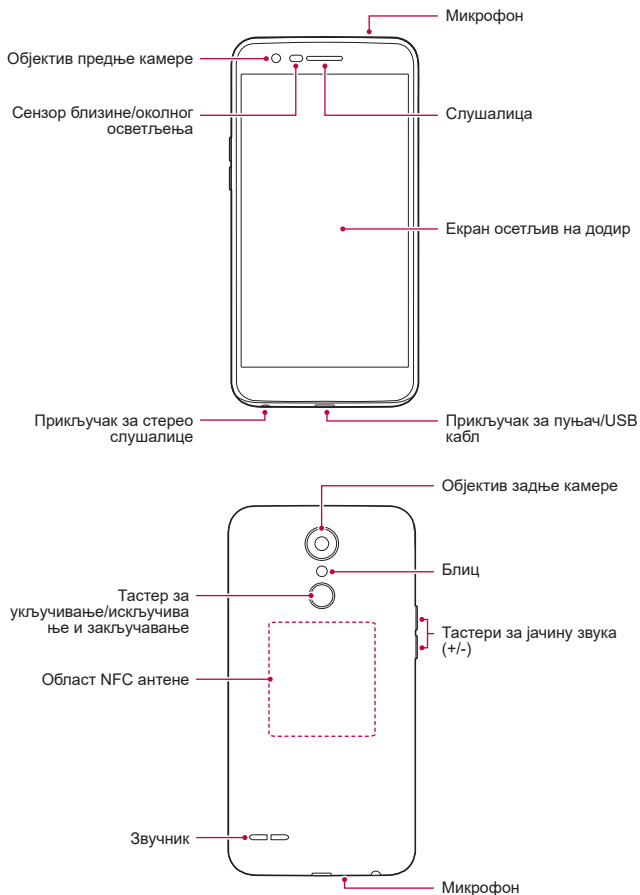 Микрофон
Објектив предње камере
Сензор близине/околног
осветљења
Слушалица
Екран осетљив на додир
Прикључак за стерео
слушалице
Прикључак за пуњач/USB
кабл
Објектив задње камере
Блиц
Тастер за
укључивање/искључива
ње и закључавање
Тастери за јачину звука
(+/-)
Област NFC антене
Звучник
Микрофон